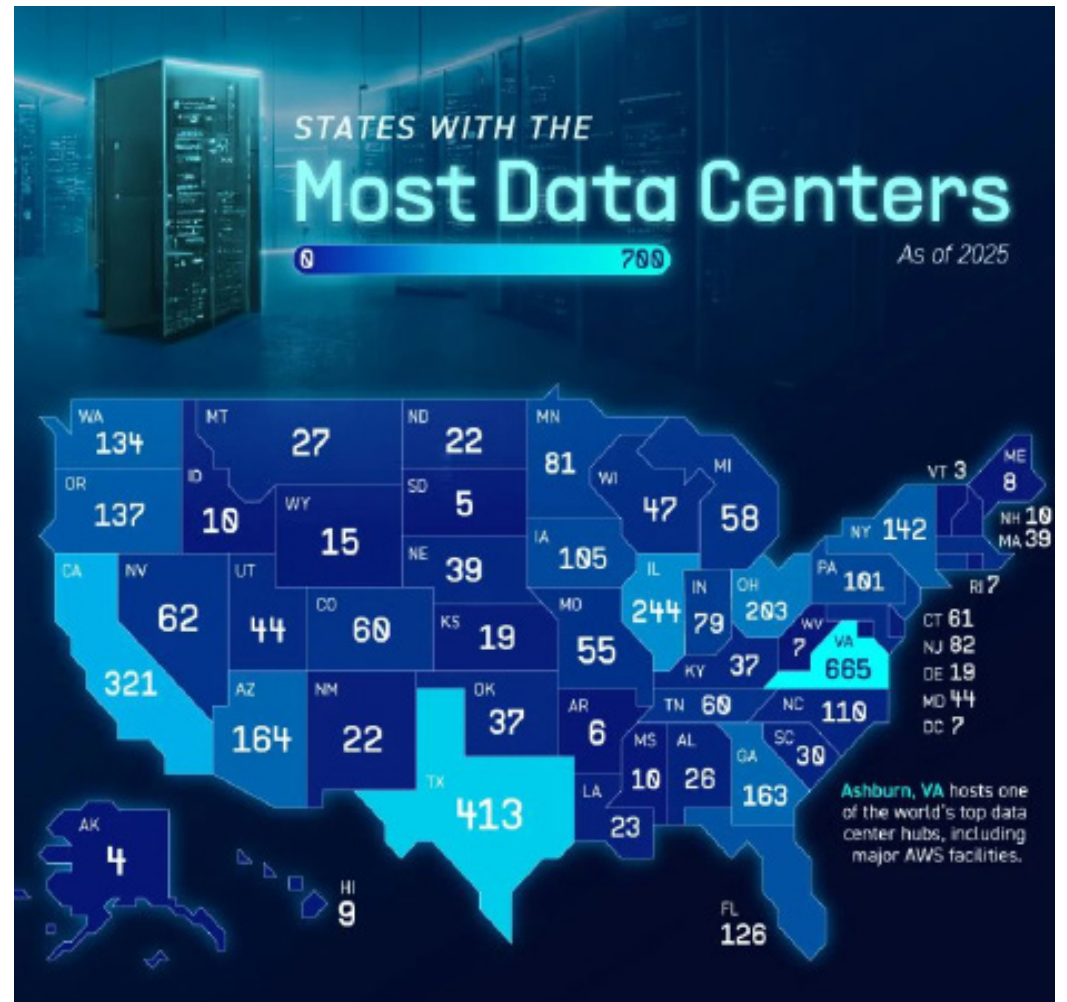 STATES WITH THE
Most Data Centers
0 700
As of 2025
WA
134
MT
27
ND
22
MN
81
OR
137
ID
10
WY
15
SD
5
WI
47
MI
58
VT 3
ME
8
NH 10
MA 39
NY 142
RI 7
CA
321
NV
62
UT
44
CO
60
NE
39
IA
105
KS
19
MO
55
IL
244
IN
79
OH
203
PA
101
WV
7
VA
665
KY
37
CT 61
NJ 82
DE 19
MD 44
DC 7
AZ
164
NM
22
OK
37
TX
413
AR
6
TN 60
NC
110
SC
30
MS
10
AL
26
GA
163
LA
23
Ashburn, VA hosts one
of the world's top data
center hubs, including
major AWS facilities.
AK
4
HI
9
FL
126